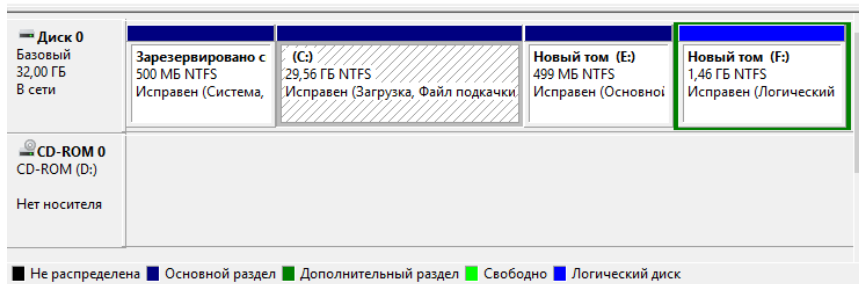 Диск 0
Базовый
32,00 ГБ
В сети
Зарезервировано с
500 МБ NTFS
Исправен (Система,
(C:)
29,56 ГБ NTFS
Исправен (Загрузка, Файл подкачки
Новый том (E:)
499 МБ NTFS
Исправен (Основной
Новый том (F:)
1,46 ГБ NTFS
Исправен (Логический
CD-ROM 0
CD-ROM (D:)
Нет носителя
Не распределена Основной раздел Дополнительный раздел Свободно Логический диск